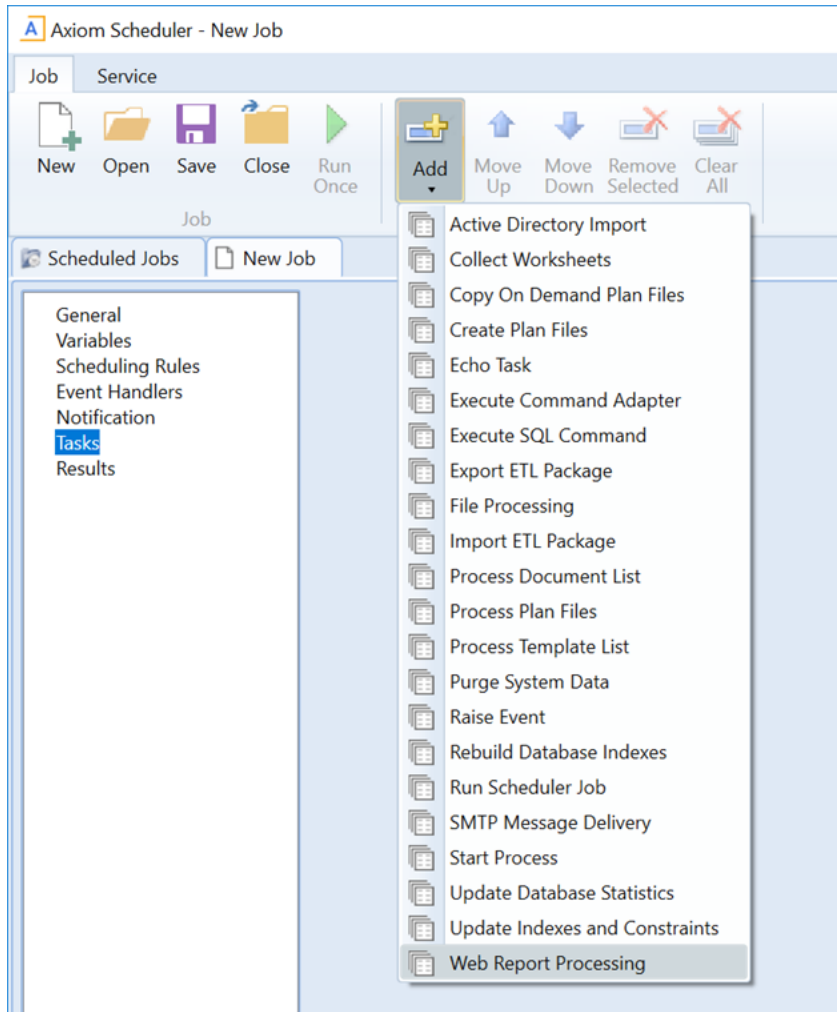 A Axiom Scheduler - New Job
Job Service
New Open Save Close Run Once Add Move Up Move Down Remove Selected Clear All
Job
Scheduled Jobs New Job
General
Variables
Scheduling Rules
Event Handlers
Notification
Tasks
Results
Active Directory Import
Collect Worksheets
Copy On Demand Plan Files
Create Plan Files
Echo Task
Execute Command Adapter
Execute SQL Command
Export ETL Package
File Processing
Import ETL Package
Process Document List
Process Plan Files
Process Template List
Purge System Data
Raise Event
Rebuild Database Indexes
Run Scheduler Job
SMTP Message Delivery
Start Process
Update Database Statistics
Update Indexes and Constraints
Web Report Processing